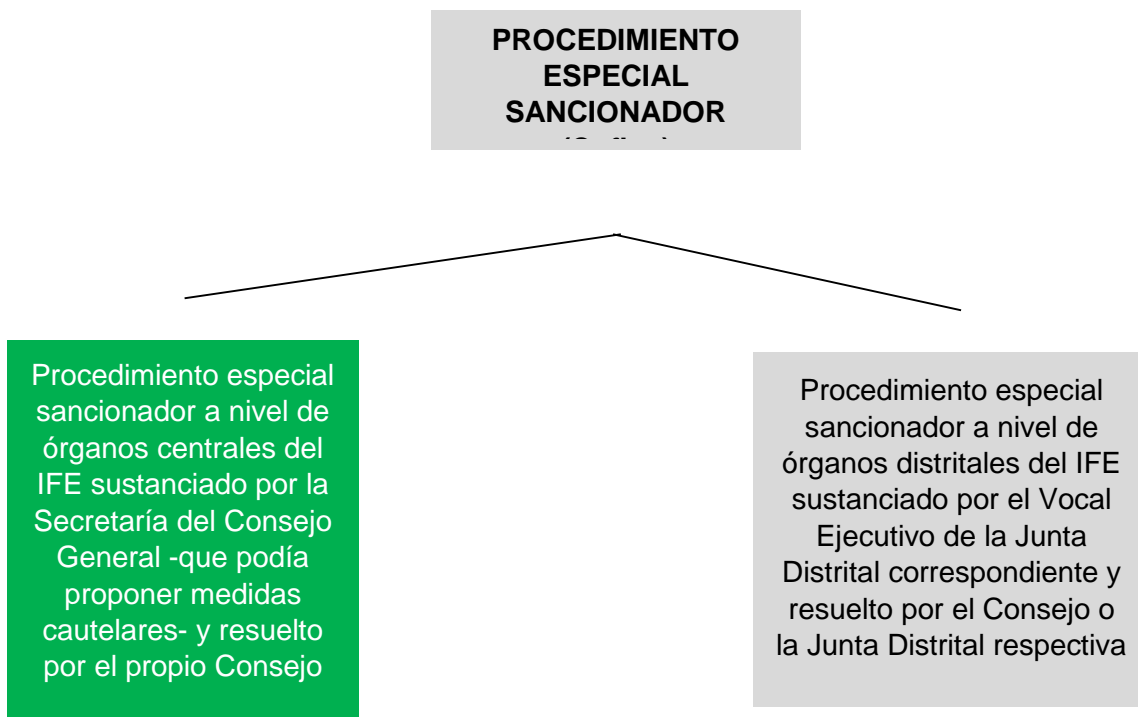 PROCEDIMIENTO
ESPECIAL
SANCIONADOR
Procedimiento especial
sancionador a nivel de
órganos centrales del
IFE sustanciado por la
Secretaría del Consejo
General -que podía
proponer medidas
cautelares- y resuelto
por el propio Consejo
Procedimiento especial
sancionador a nivel de
órganos distritales del IFE
sustanciado por el Vocal
Ejecutivo de la Junta
Distrital correspondiente y
resuelto por el Consejo o
la Junta Distrital respectiva